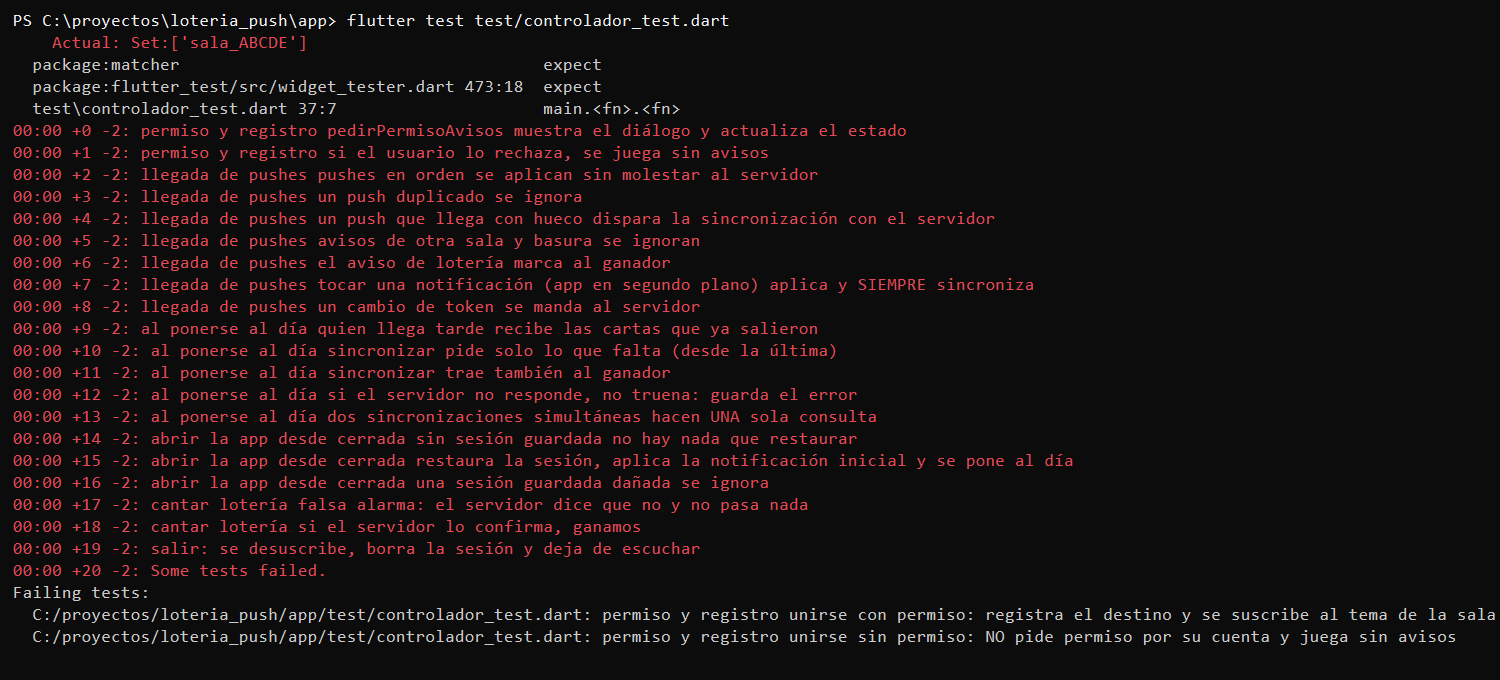 PS C:\proyectos\loteria_push\app> flutter test test/controlador_test.dart
Actual: Set:['sala_ABCDE']
package:matcher expect
package:flutter_test/src/widget_tester.dart 473:18 expect
test\controlador_test.dart 37:7 main.<fn>.<fn>
00:00 +0 -2: permiso y registro pedirPermisoAvisos muestra el diálogo y actualiza el estado
00:00 +1 -2: permiso y registro si el usuario lo rechaza, se juega sin avisos
00:00 +2 -2: llegada de pushes pushes en orden se aplican sin molestar al servidor
00:00 +3 -2: llegada de pushes un push duplicado se ignora
00:00 +4 -2: llegada de pushes un push que llega con hueco dispara la sincronización con el servidor
00:00 +5 -2: llegada de pushes avisos de otra sala y basura se ignoran
00:00 +6 -2: llegada de pushes el aviso de lotería marca al ganador
00:00 +7 -2: llegada de pushes tocar una notificación (app en segundo plano) aplica y SIEMPRE sincroniza
00:00 +8 -2: llegada de pushes un cambio de token se manda al servidor
00:00 +9 -2: al ponerse al día quien llega tarde recibe las cartas que ya salieron
00:00 +10 -2: al ponerse al día sincronizar pide solo lo que falta (desde la última)
00:00 +11 -2: al ponerse al día sincronizar trae también al ganador
00:00 +12 -2: al ponerse al día si el servidor no responde, no truena: guarda el error
00:00 +13 -2: al ponerse al día dos sincronizaciones simultáneas hacen UNA sola consulta
00:00 +14 -2: abrir la app desde cerrada sin sesión guardada no hay nada que restaurar
00:00 +15 -2: abrir la app desde cerrada restaura la sesión, aplica la notificación inicial y se pone al día
00:00 +16 -2: abrir la app desde cerrada una sesión guardada dañada se ignora
00:00 +17 -2: cantar lotería falsa alarma: el servidor dice que no y no pasa nada
00:00 +18 -2: cantar lotería si el servidor lo confirma, ganamos
00:00 +19 -2: salir: se desuscribe, borra la sesión y deja de escuchar
00:00 +20 -2: Some tests failed.
Failing tests:
C:/proyectos/loteria_push/app/test/controlador_test.dart: permiso y registro unirse con permiso: registra el destino y se suscribe al tema de la sala
C:/proyectos/loteria_push/app/test/controlador_test.dart: permiso y registro unirse sin permiso: NO pide permiso por su cuenta y juega sin avisos